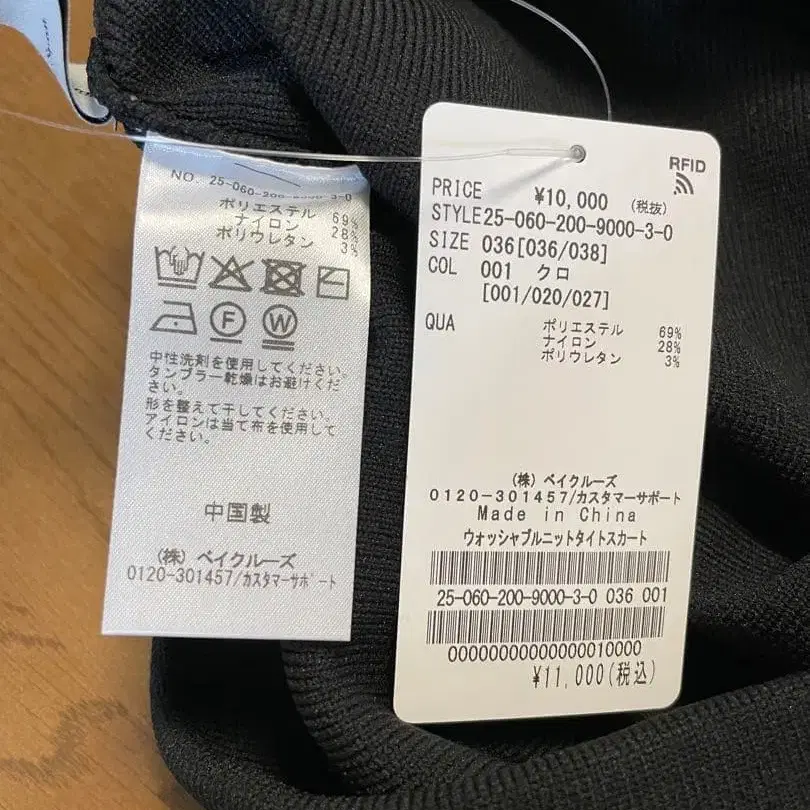 NO. 25-060-200-9000-3-0
ポリエステル 69%
ナイロン 28%
ポリウレタン 3%
F
W
中性洗剤を使用してください。
タンブラー乾燥はお避けくだ
さい。
形を整えて干してください。
アイロンは当て布を使用して
ください。
中国製
(株) ベイクルーズ
0120-301457/カスタマーサポート
RFID
PRICE ¥10,000 (税抜)
STYLE 25-060-200-9000-3-0
SIZE 036[036/038]
COL 001 クロ
[001/020/027]
QUA ポリエステル 69%
ナイロン 28%
ポリウレタン 3%
(株) ベイクルーズ
0120-301457/カスタマーサポート
Made in China
ウォッシャブルニットタイトスカート
25-060-200-9000-3-0 036 001
00000000000000010000
¥11,000(税込)